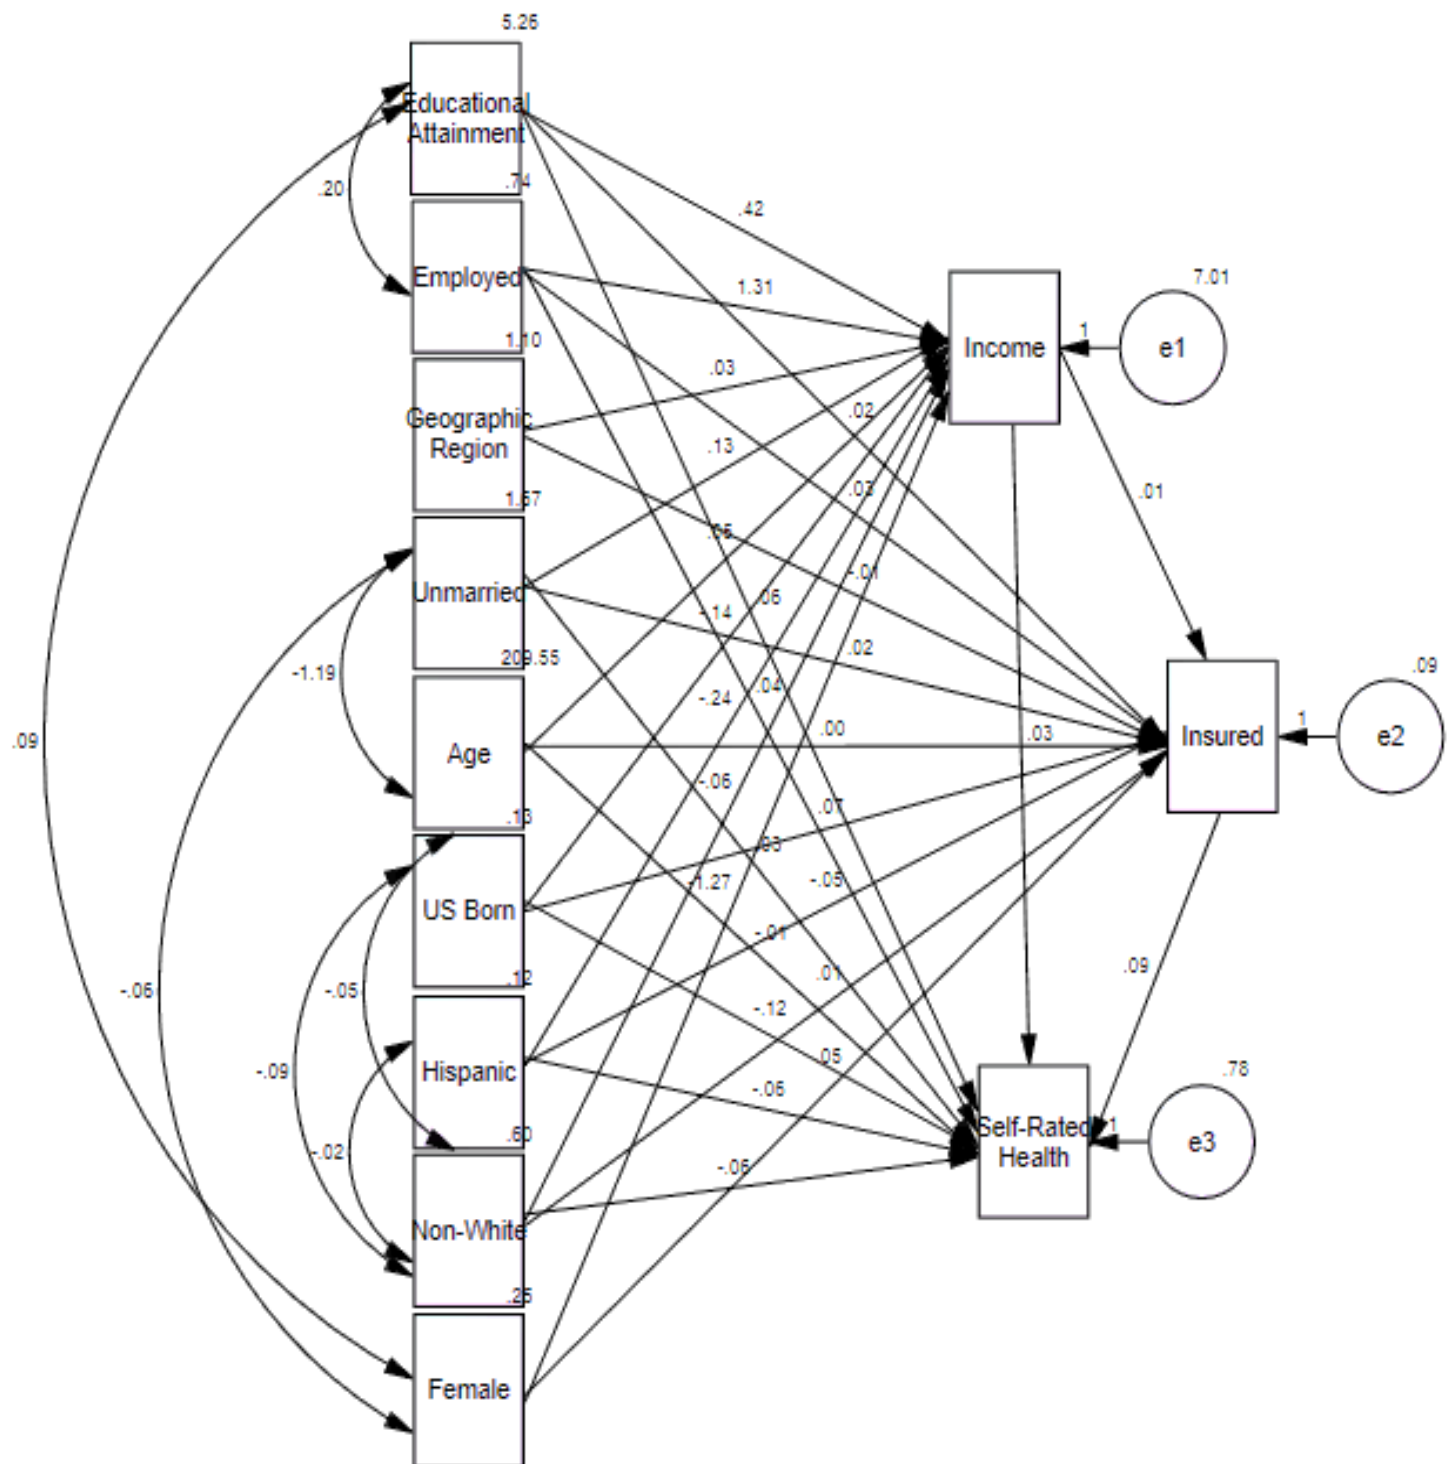 5.26
Educational
Attainment
.74
.20
.42
Employed
1.31
7.01
1.10
1
Income
e1
.03
Geographic
Region
.02
.13
.03
.01
1.57
.05
-.01
Unmarried
.06
-.14
.02
209.55
-1.19
.09
-.24
.04
.00
.03
Age
.09
Insured
1
e2
-.06
.13
.07
.03
-1.27
-.05
US Born
-.01
.09
.12
.01
-.06
-.05
-.12
-.09
Hispanic
.05
-.06
.78
.60
-.02
Self-Rated
Health
1
e3
-.06
Non-White
.25
Female